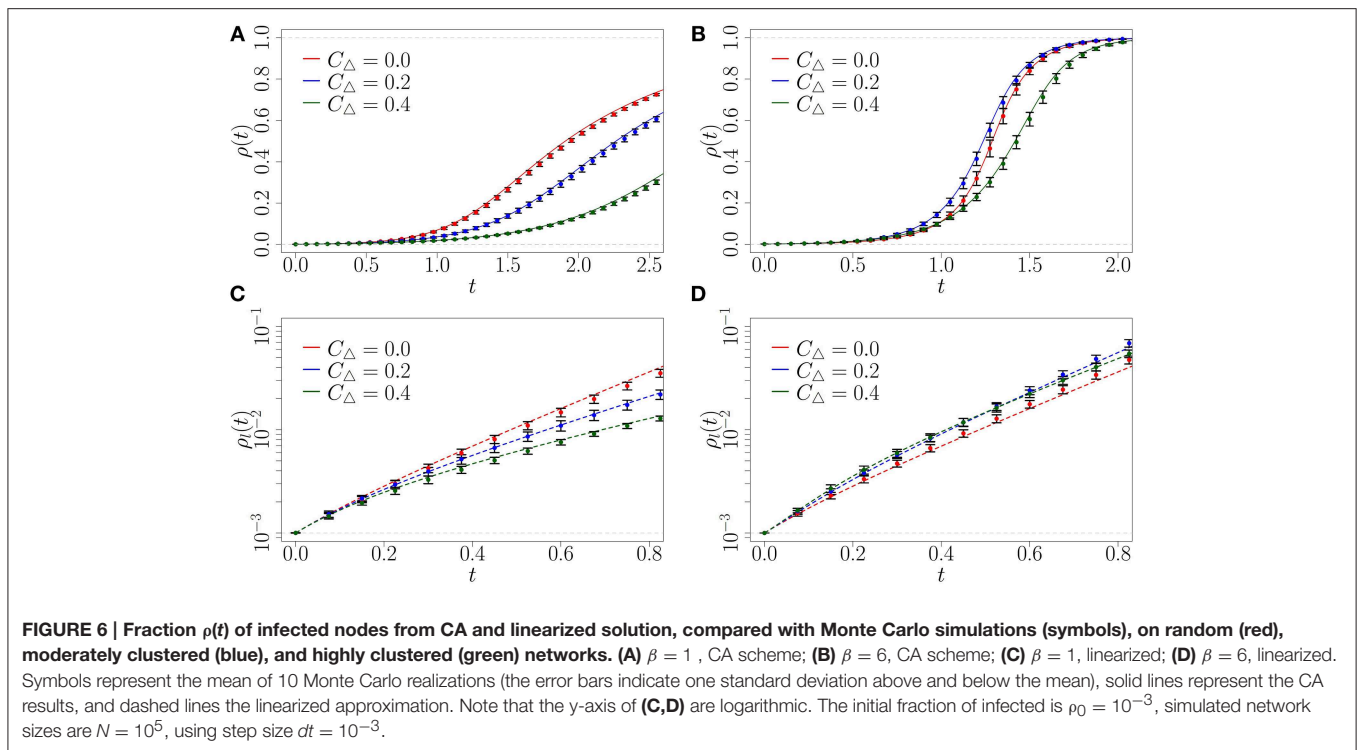 A
1.0
0.8
0.6
0.4
0.2
0.0
ρ(t)
C△ = 0.0
C△ = 0.2
C△ = 0.4
0.0 0.5 1.0 1.5 2.0 2.5
t
B
1.0
0.8
0.6
0.4
0.2
0.0
ρ(t)
C△ = 0.0
C△ = 0.2
C△ = 0.4
0.0 0.5 1.0 1.5 2.0
t
C
10⁻¹
10⁻²
10⁻³
ρₗ(t)
C△ = 0.0
C△ = 0.2
C△ = 0.4
0.0 0.2 0.4 0.6 0.8
t
D
10⁻¹
10⁻²
10⁻³
ρₗ(t)
C△ = 0.0
C△ = 0.2
C△ = 0.4
0.0 0.2 0.4 0.6 0.8
t
FIGURE 6 | Fraction ρ(t) of infected nodes from CA and linearized solution, compared with Monte Carlo simulations (symbols), on random (red),
moderately clustered (blue), and highly clustered (green) networks. (A) β = 1 , CA scheme; (B) β = 6, CA scheme; (C) β = 1, linearized; (D) β = 6, linearized.
Symbols represent the mean of 10 Monte Carlo realizations (the error bars indicate one standard deviation above and below the mean), solid lines represent the CA
results, and dashed lines the linearized approximation. Note that the y-axis of (C,D) are logarithmic. The initial fraction of infected is ρ₀ = 10⁻³, simulated network
sizes are N = 10⁵, using step size dt = 10⁻³.